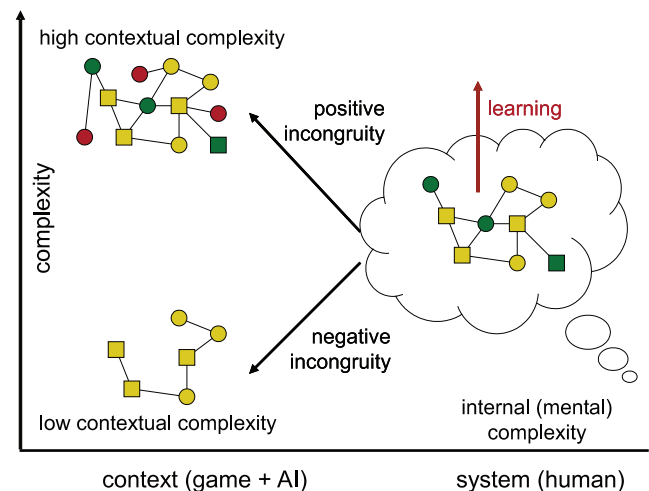 high contextual complexity
positive
incongruity
learning
complexity
negative
incongruity
low contextual complexity
internal (mental)
complexity
context (game + AI)
system (human)